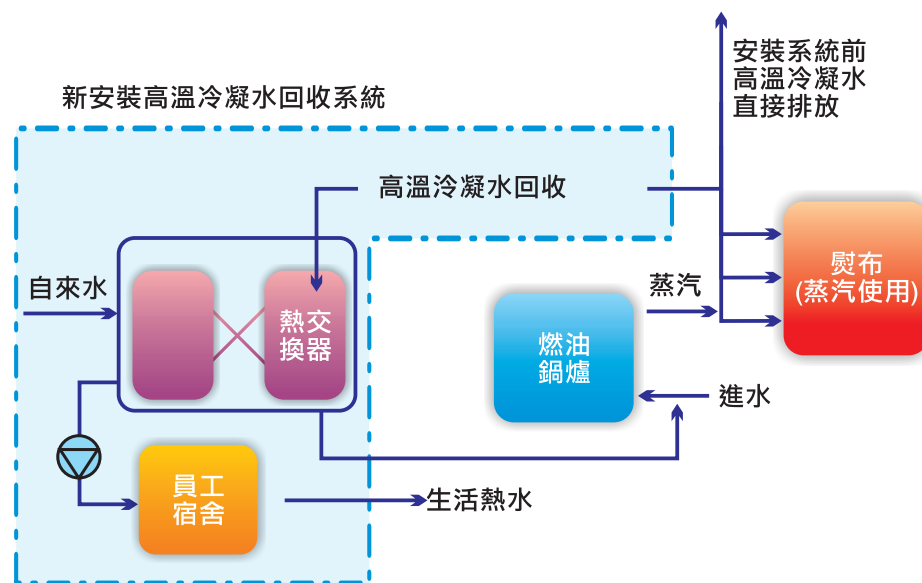 安裝系統前
高溫冷凝水
直接排放
新安裝高溫冷凝水回收系統
高溫泠凝水回收
自來水
熱交
換器
蒸汽
熨布
(蒸汽使用)
燃油
鍋爐
進水
員工
宿舍
生活熱水